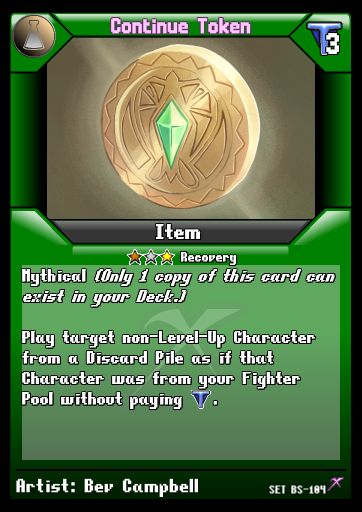 Continue Token
T3
Item
Recovery
Mythical (Only 1 copy of this card can
exist in your Deck.)
Play target non-Level-Up Character
from a Discard Pile as if that
Character was from your Fighter
Pool without paying T.
Artist: Bev Campbell
SET BS-104